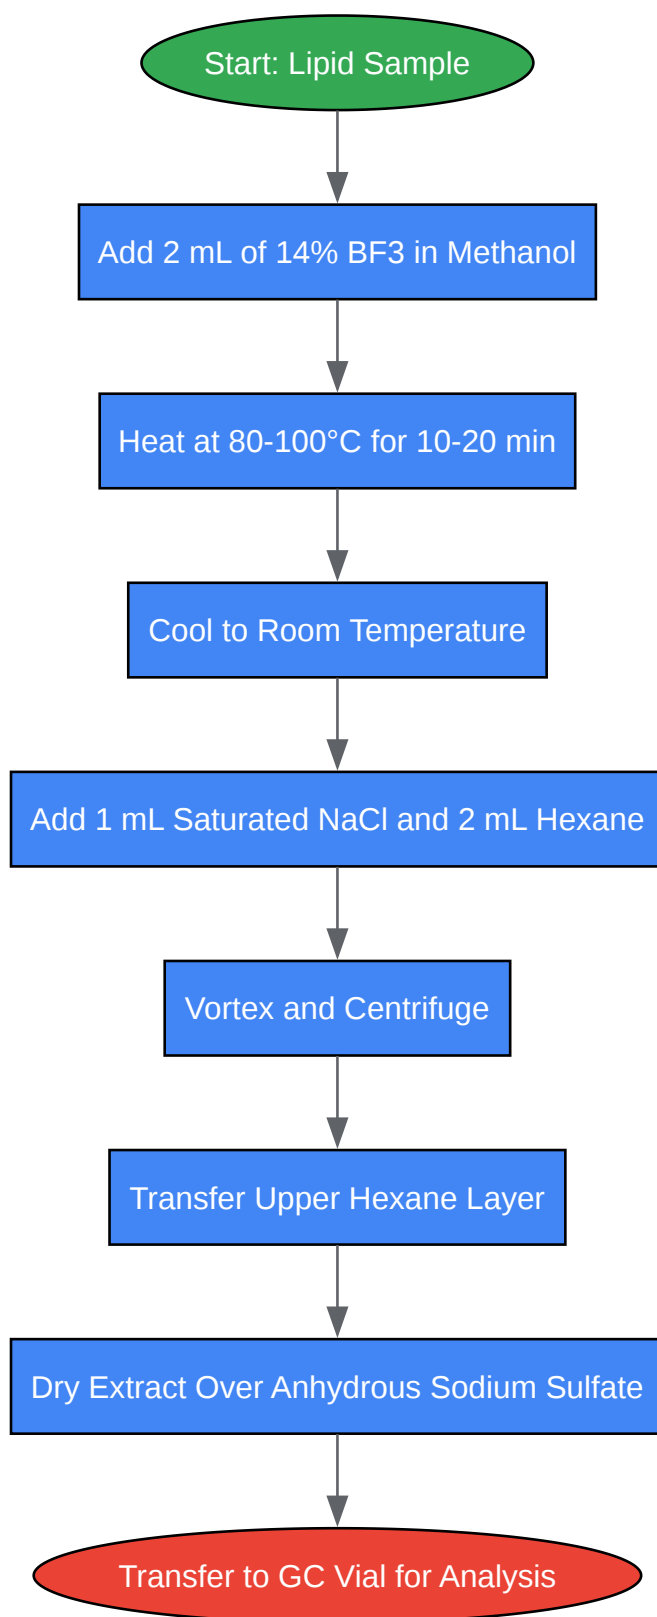 Start: Lipid Sample
Add 2 mL of 14% BF3 in Methanol
Heat at 80-100°C for 10-20 min
Cool to Room Temperature
Add 1 mL Saturated NaCl and 2 mL Hexane
Vortex and Centrifuge
Transfer Upper Hexane Layer
Dry Extract Over Anhydrous Sodium Sulfate
Transfer to GC Vial for Analysis